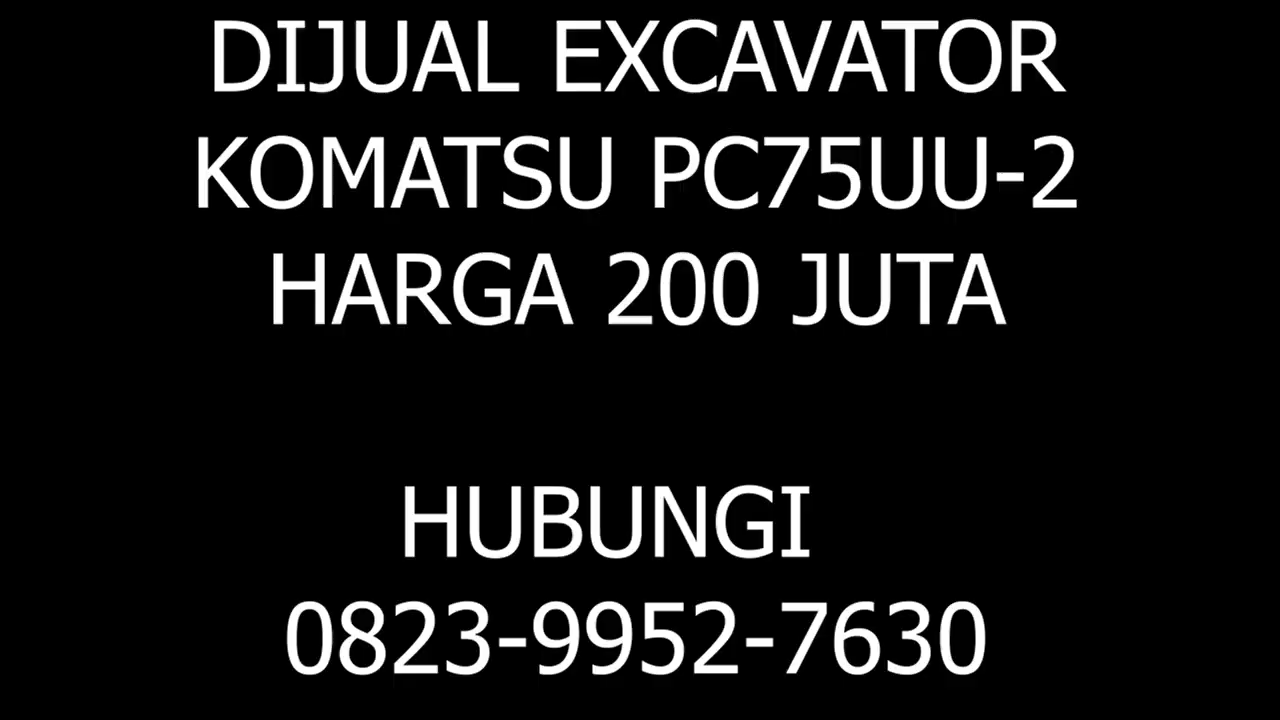 DIJUAL EXCAVATOR
KOMATSU PC75UU-2
HARGA 200 JUTA
HUBUNGI
0823-9952-7630